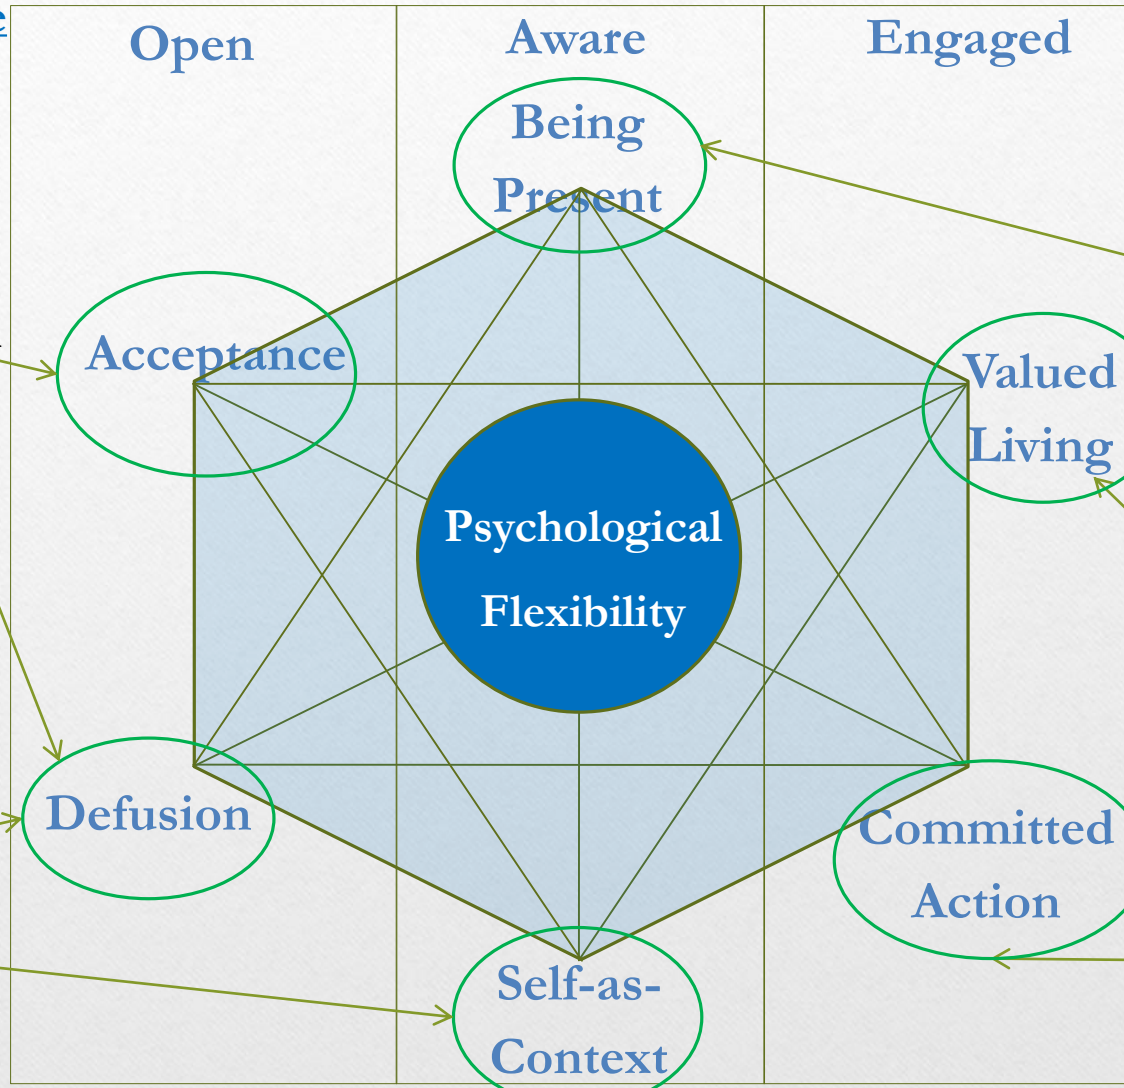 Open
Aware
Engaged
Being
Present
Acceptance
Valued
Living
Psychological
Flexibility
Defusion
Committed
Action
Self-as-
Context